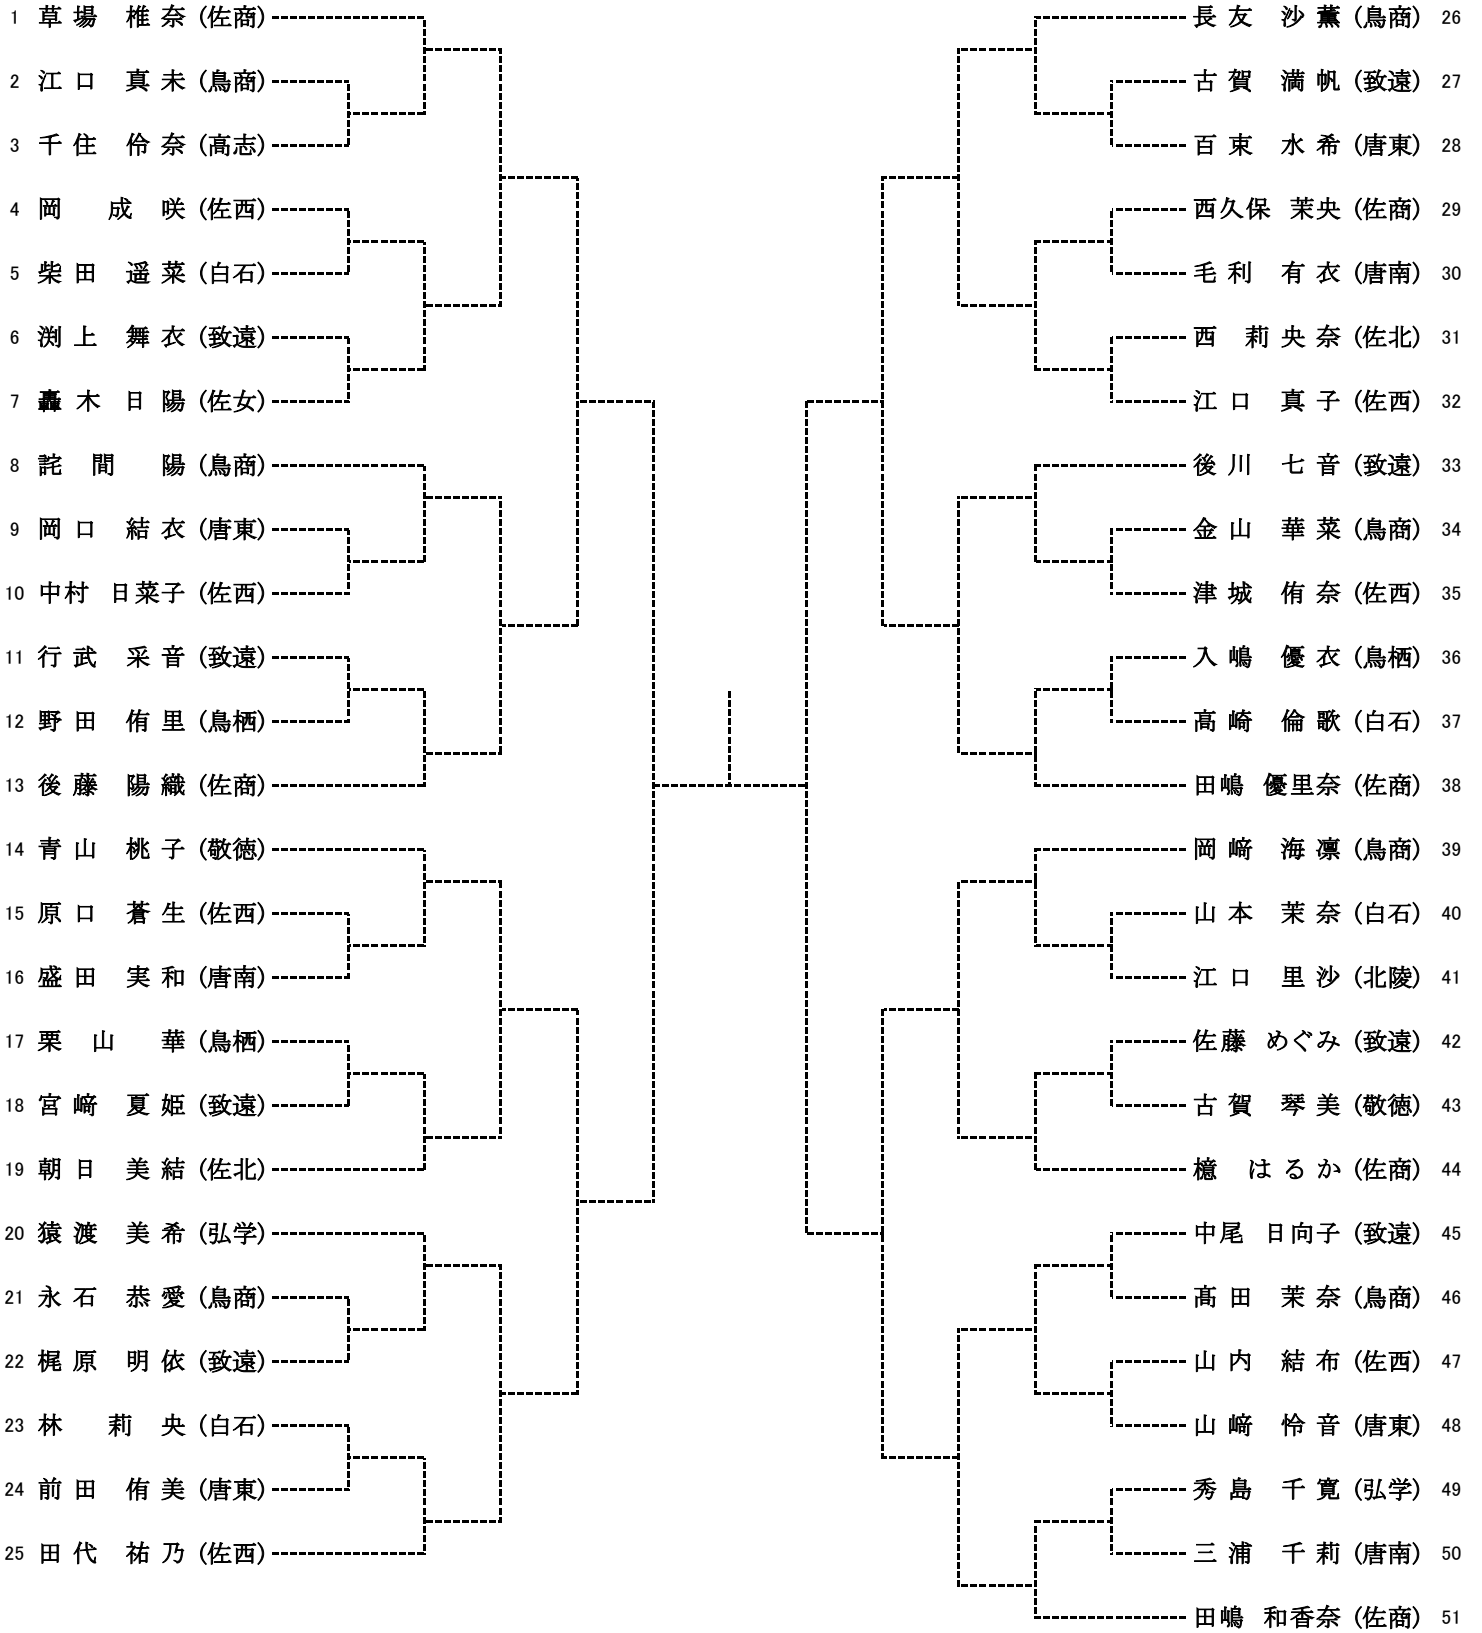 1 草場 椎奈 (佐商)
2 江口 真未 (鳥商)
3 千住 伶奈 (高志)
4 岡 成咲 (佐西)
5 柴田 遥菜 (白石)
6 渕上 舞衣 (致遠)
7 轟木 日陽 (佐女)
8 詫間 陽 (鳥商)
9 岡口 結衣 (唐東)
10 中村 日菜子 (佐西)
11 行武 采音 (致遠)
12 野田 侑里 (鳥栖)
13 後藤 陽織 (佐商)
14 青山 桃子 (敬徳)
15 原口 蒼生 (佐西)
16 盛田 実和 (唐南)
17 栗山 華 (鳥栖)
18 宮﨑 夏姫 (致遠)
19 朝日 美結 (佐北)
20 猿渡 美希 (弘学)
21 永石 恭愛 (鳥商)
22 梶原 明依 (致遠)
23 林 莉央 (白石)
24 前田 侑美 (唐東)
25 田代 祐乃 (佐西)
長友 沙薫 (鳥商) 26
古賀 満帆 (致遠) 27
百束 水希 (唐東) 28
西久保 茉央 (佐商) 29
毛利 有衣 (唐南) 30
西 莉央奈 (佐北) 31
江口 真子 (佐西) 32
後川 七音 (致遠) 33
金山 華菜 (鳥商) 34
津城 侑奈 (佐西) 35
入嶋 優衣 (鳥栖) 36
高崎 倫歌 (白石) 37
田嶋 優里奈 (佐商) 38
岡﨑 海凛 (鳥商) 39
山本 茉奈 (白石) 40
江口 里沙 (北陵) 41
佐藤 めぐみ (致遠) 42
古賀 琴美 (敬徳) 43
檍 はるか (佐商) 44
中尾 日向子 (致遠) 45
髙田 茉奈 (鳥商) 46
山内 結布 (佐西) 47
山﨑 怜音 (唐東) 48
秀島 千寛 (弘学) 49
三浦 千莉 (唐南) 50
田嶋 和香奈 (佐商) 51